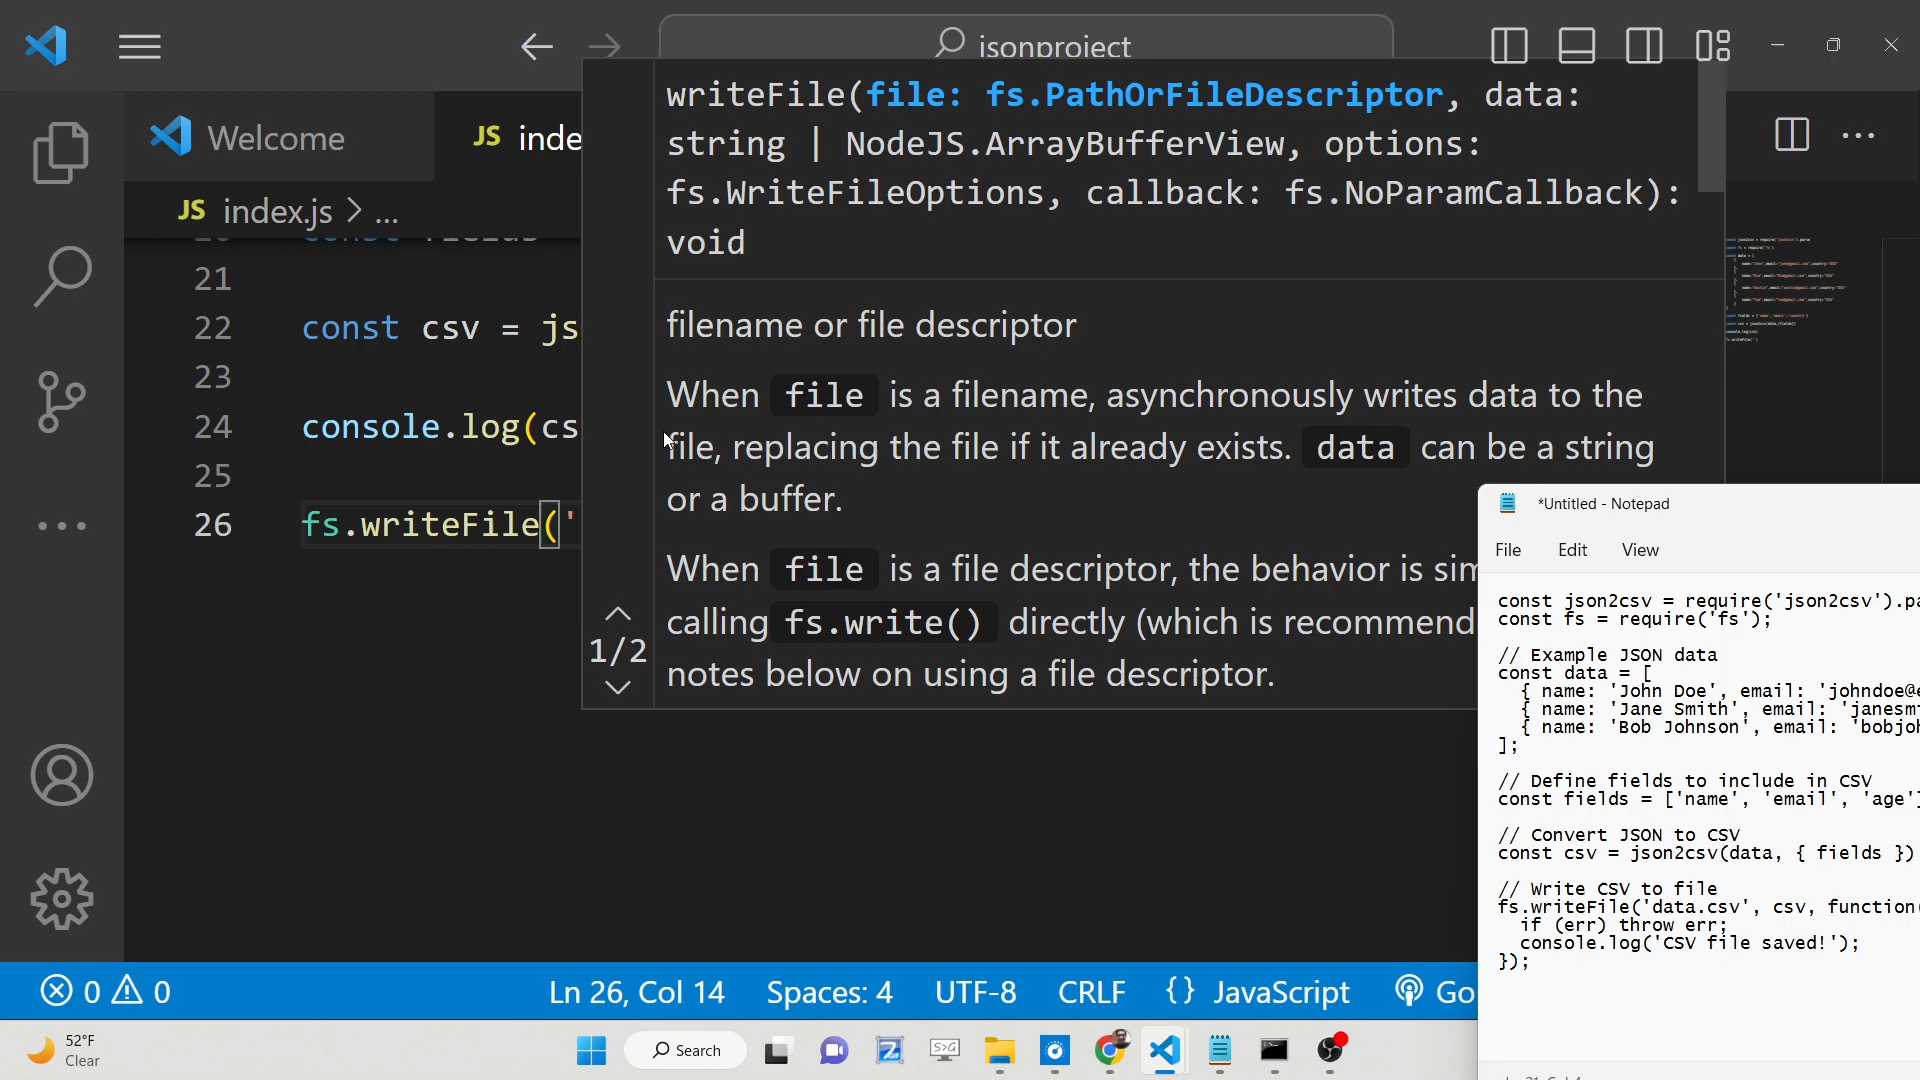 jsonproject
Welcome
JS inde
JS index.js > ...
21
22 const csv = js
23
24 console.log(cs
25
26 fs.writeFile('
writeFile(file: fs.PathOrFileDescriptor, data:
string | NodeJS.ArrayBufferView, options:
fs.WriteFileOptions, callback: fs.NoParamCallback):
void
filename or file descriptor
When file is a filename, asynchronously writes data to the
file, replacing the file if it already exists. data can be a string
or a buffer.
When file is a file descriptor, the behavior is sim
calling fs.write() directly (which is recommend
notes below on using a file descriptor.
1/2
*Untitled - Notepad
File Edit View
const json2csv = require('json2csv').pa
const fs = require('fs');
// Example JSON data
const data = [
{ name: 'John Doe', email: 'johndoe@e
{ name: 'Jane Smith', email: 'janesm
{ name: 'Bob Johnson', email: 'bobjoh
];
// Define fields to include in CSV
const fields = ['name', 'email', 'age']
// Convert JSON to CSV
const csv = json2csv(data, { fields })
// Write CSV to file
fs.writeFile('data.csv', csv, function(
if (err) throw err;
console.log('CSV file saved!');
});
0 0 Ln 26, Col 14 Spaces: 4 UTF-8 CRLF {} JavaScript Go
52°F
Clear
Search